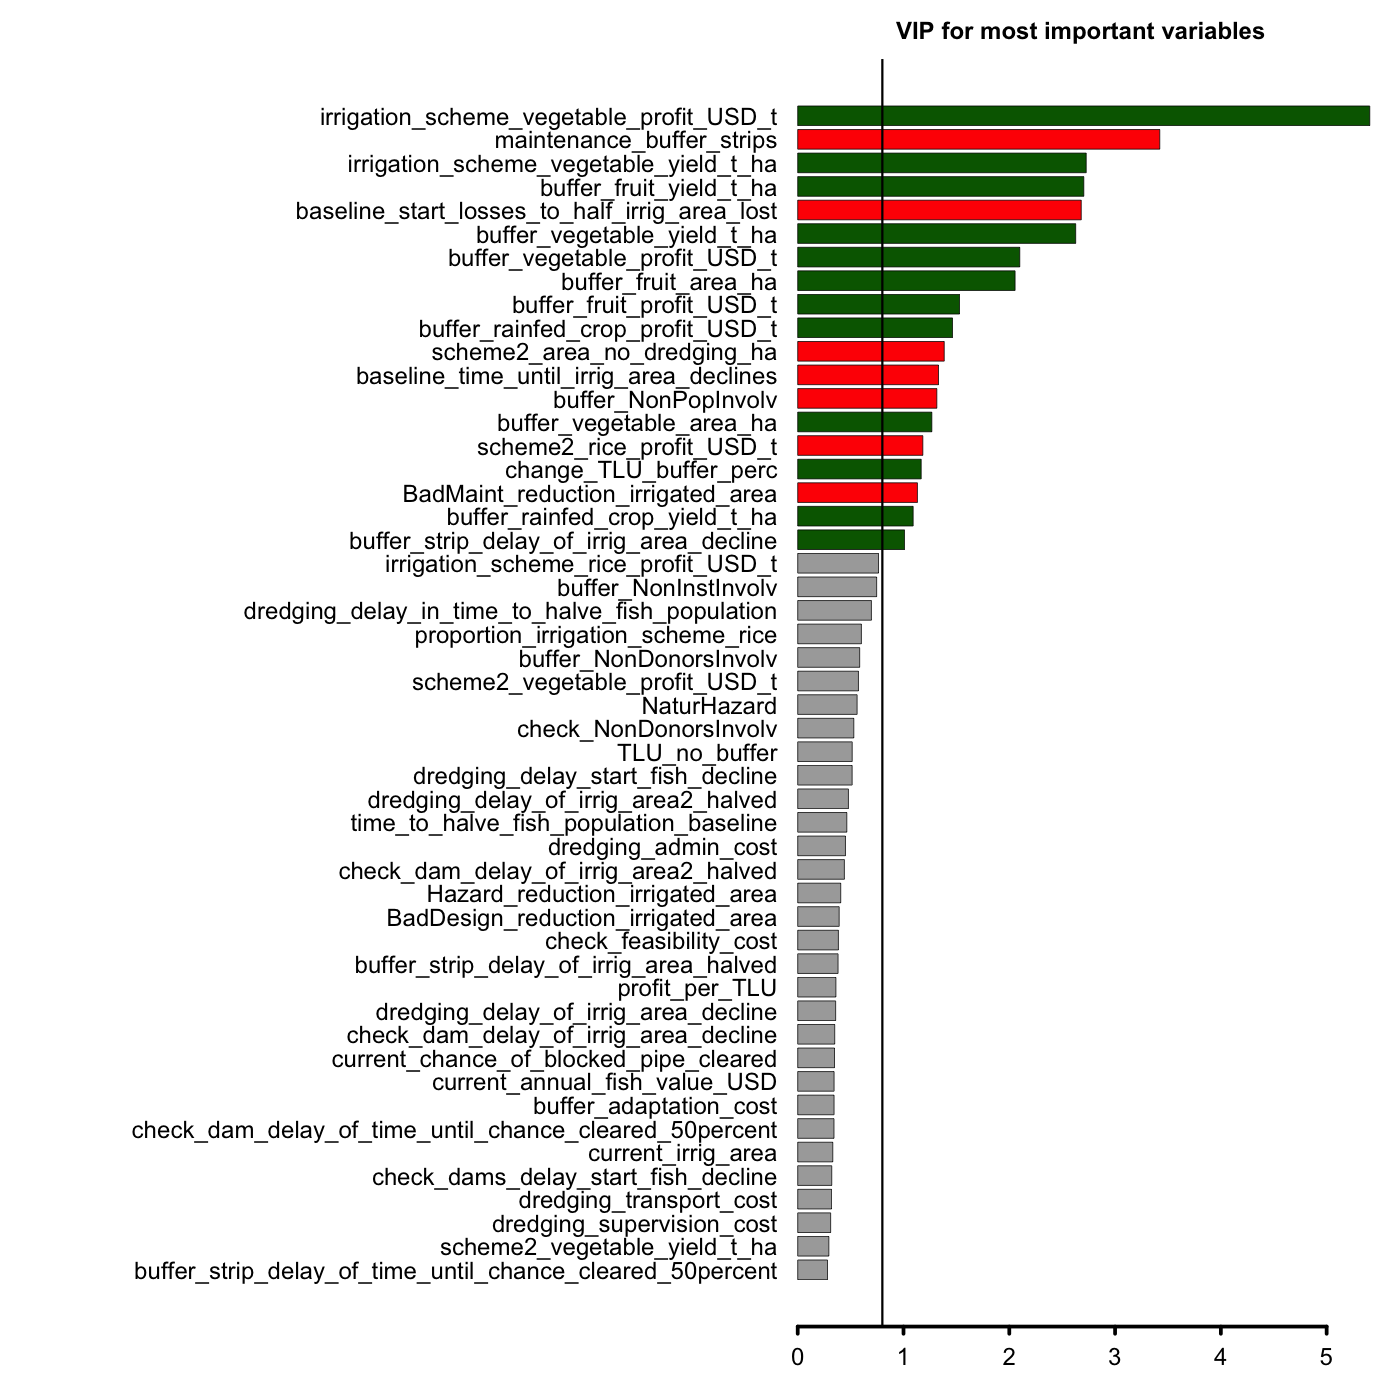 VIP for most important variables
irrigation_scheme_vegetable_profit_USD_t
maintenance_buffer_strips
irrigation_scheme_vegetable_yield_t_ha
buffer_fruit_yield_t_ha
baseline_start_losses_to_half_irrig_area_lost
buffer_vegetable_yield_t_ha
buffer_vegetable_profit_USD_t
buffer_fruit_area_ha
buffer_fruit_profit_USD_t
buffer_rainfed_crop_profit_USD_t
scheme2_area_no_dredging_ha
baseline_time_until_irrig_area_declines
buffer_NonPopInvolv
buffer_vegetable_area_ha
scheme2_rice_profit_USD_t
change_TLU_buffer_perc
BadMaint_reduction_irrigated_area
buffer_rainfed_crop_yield_t_ha
buffer_strip_delay_of_irrig_area_decline
irrigation_scheme_rice_profit_USD_t
buffer_NonInstInvolv
dredging_delay_in_time_to_halve_fish_population
proportion_irrigation_scheme_rice
buffer_NonDonorsInvolv
scheme2_vegetable_profit_USD_t
NaturHazard
check_NonDonorsInvolv
TLU_no_buffer
dredging_delay_start_fish_decline
dredging_delay_of_irrig_area2_halved
time_to_halve_fish_population_baseline
dredging_admin_cost
check_dam_delay_of_irrig_area2_halved
Hazard_reduction_irrigated_area
BadDesign_reduction_irrigated_area
check_feasibility_cost
buffer_strip_delay_of_irrig_area_halved
profit_per_TLU
dredging_delay_of_irrig_area_decline
check_dam_delay_of_irrig_area_decline
current_chance_of_blocked_pipe_cleared
current_annual_fish_value_USD
buffer_adaptation_cost
check_dam_delay_of_time_until_chance_cleared_50percent
current_irrig_area
check_dams_delay_start_fish_decline
dredging_transport_cost
dredging_supervision_cost
scheme2_vegetable_yield_t_ha
buffer_strip_delay_of_time_until_chance_cleared_50percent
0 1 2 3 4 5